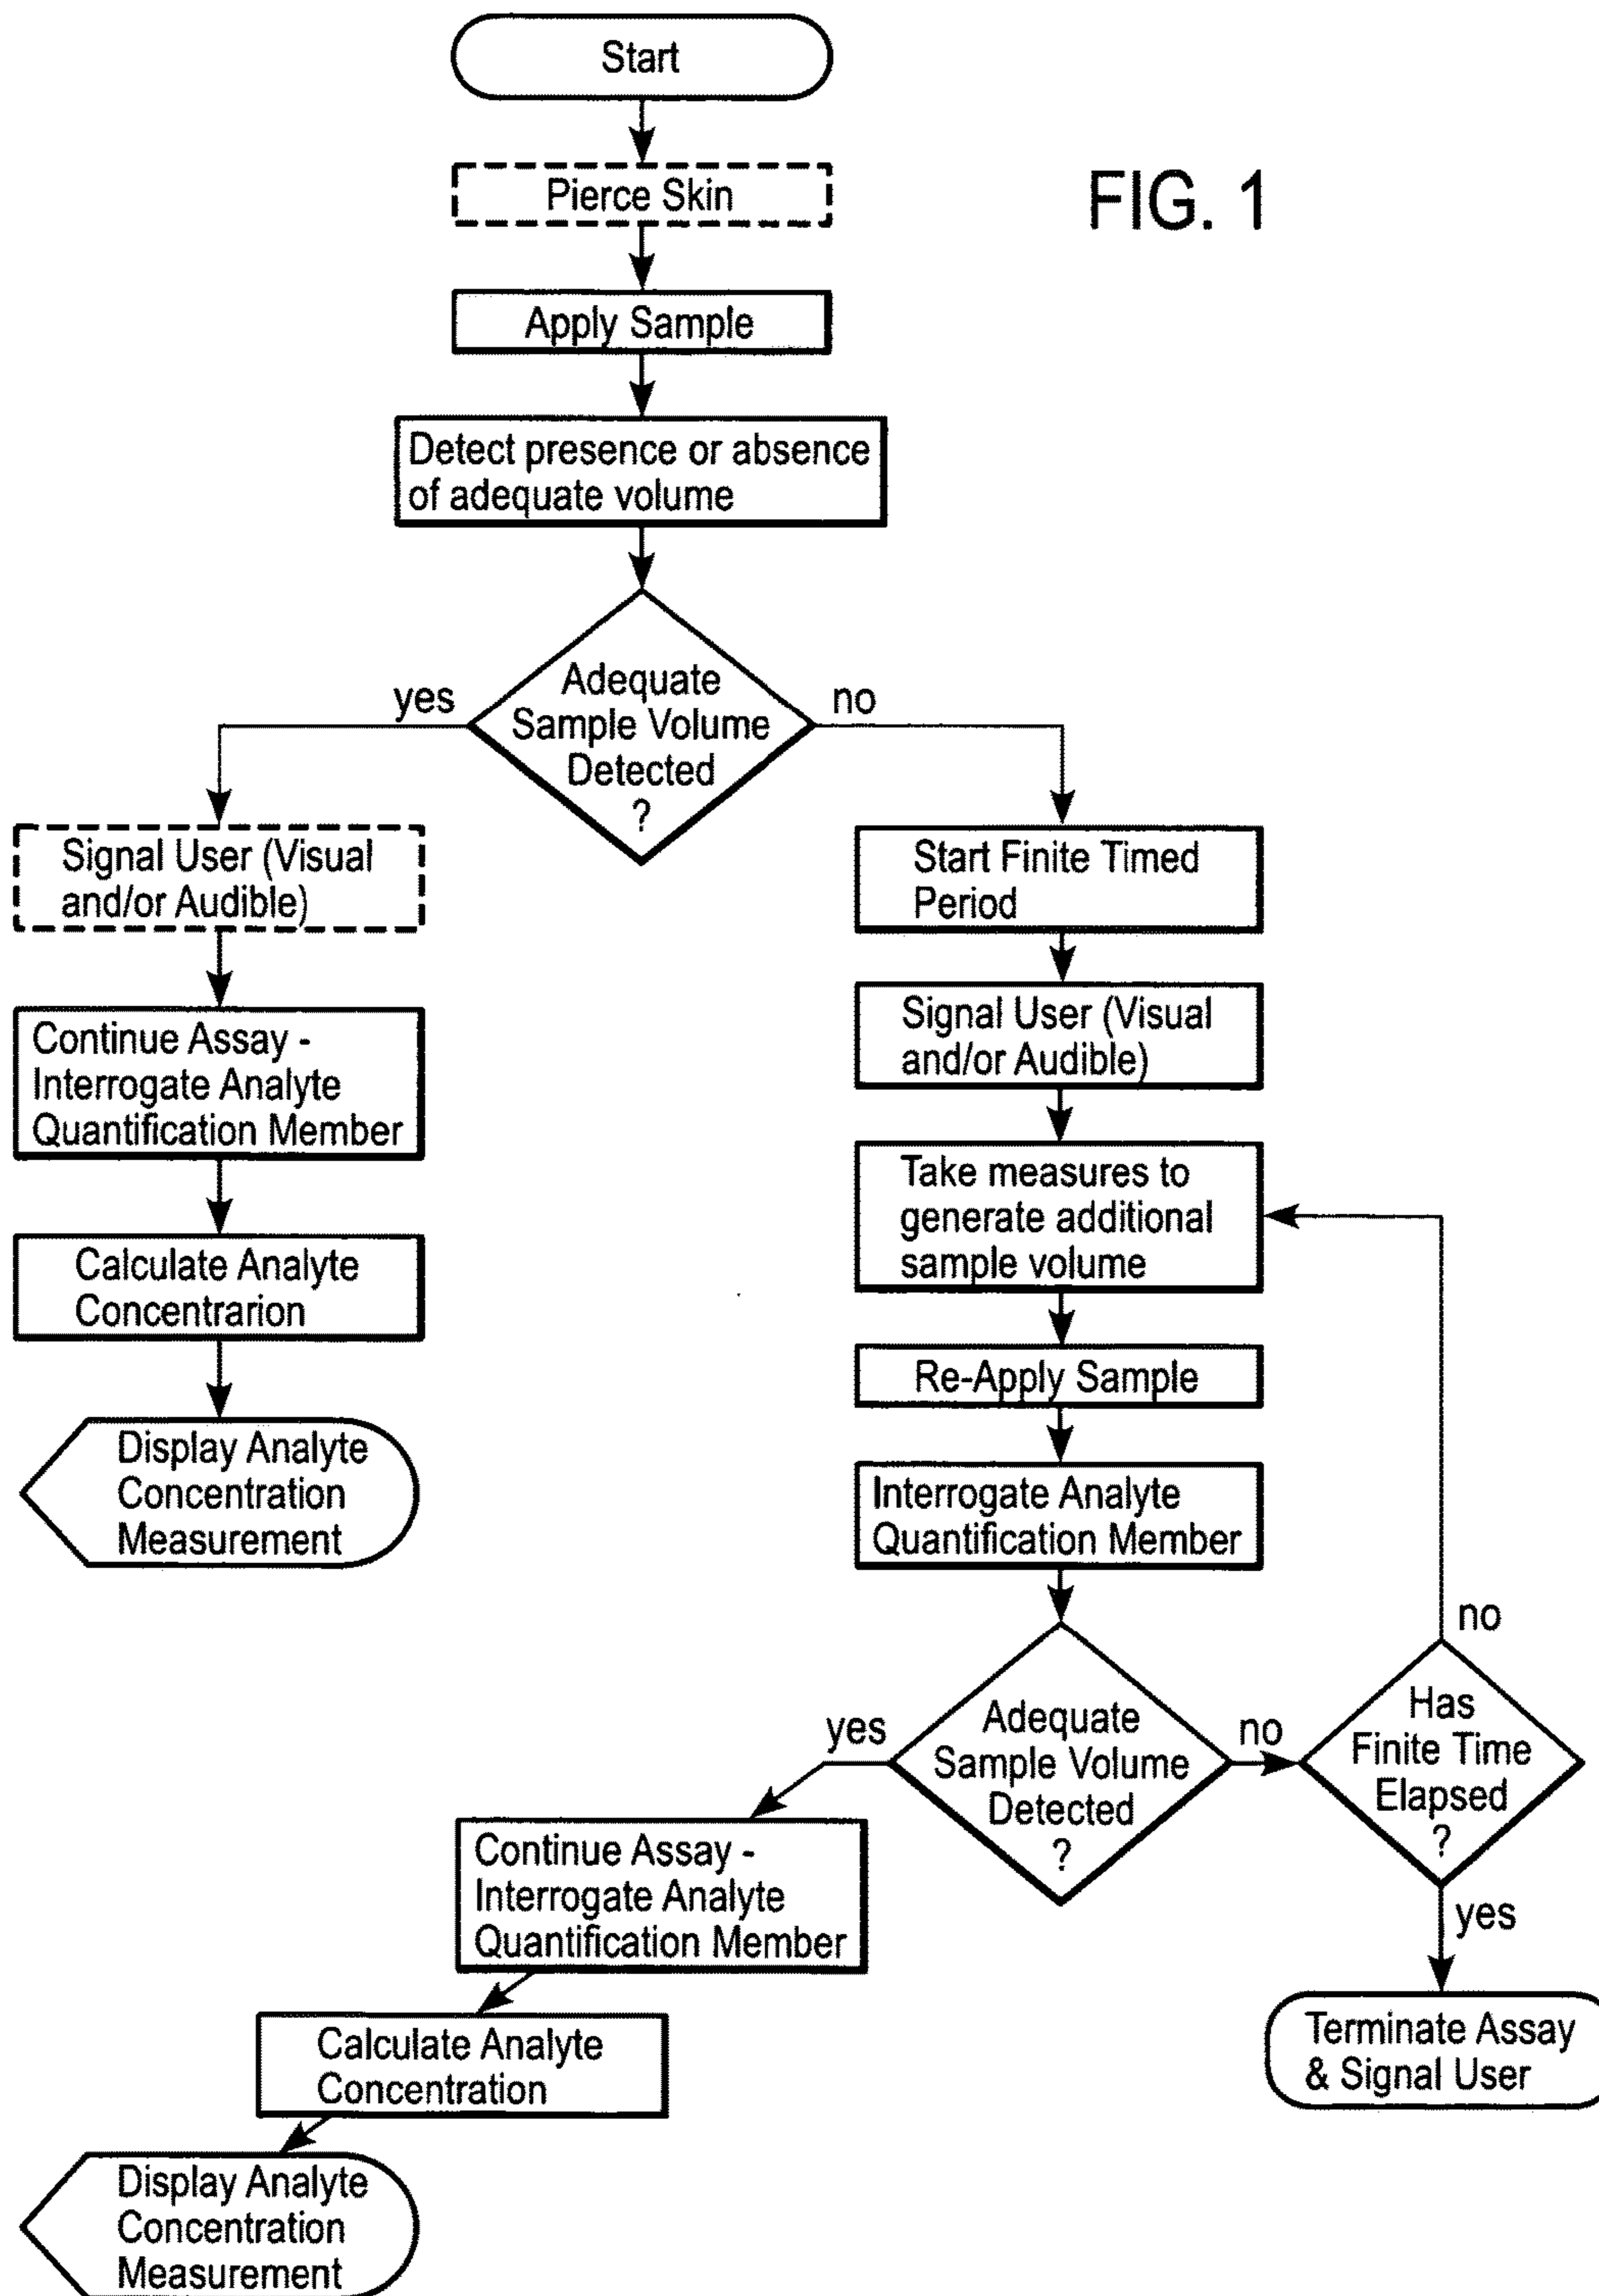 Start
FIG. 1
Pierce Skin
Apply Sample
Detect presence or absence
of adequate volume
Adequate
Sample Volume
Detected
?
yes
no
Signal User (Visual
and/or Audible)
Continue Assay -
Interrogate Analyte
Quantification Member
Calculate Analyte
Concentrarion
Display Analyte
Concentration
Measurement
Start Finite Timed
Period
Signal User (Visual
and/or Audible)
Take measures to
generate additional
sample volume
Re-Apply Sample
Interrogate Analyte
Quantification Member
Adequate
Sample Volume
Detected
?
yes
no
Has
Finite Time
Elapsed
?
no
yes
Terminate Assay
& Signal User
Continue Assay -
Interrogate Analyte
Quantification Member
Calculate Analyte
Concentration
Display Analyte
Concentration
Measurement